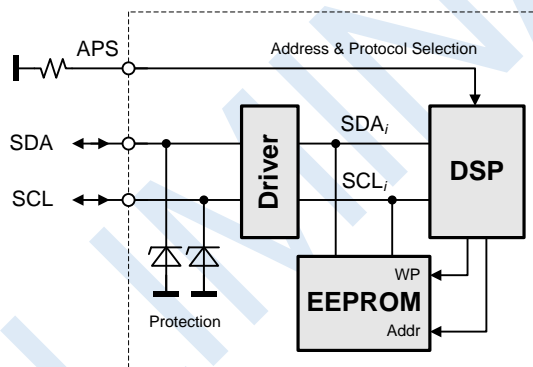 APS
Address & Protocol Selection
SDA
Driver
SDAi
DSP
SCL
SCLi
WP
EEPROM
Addr
Protection